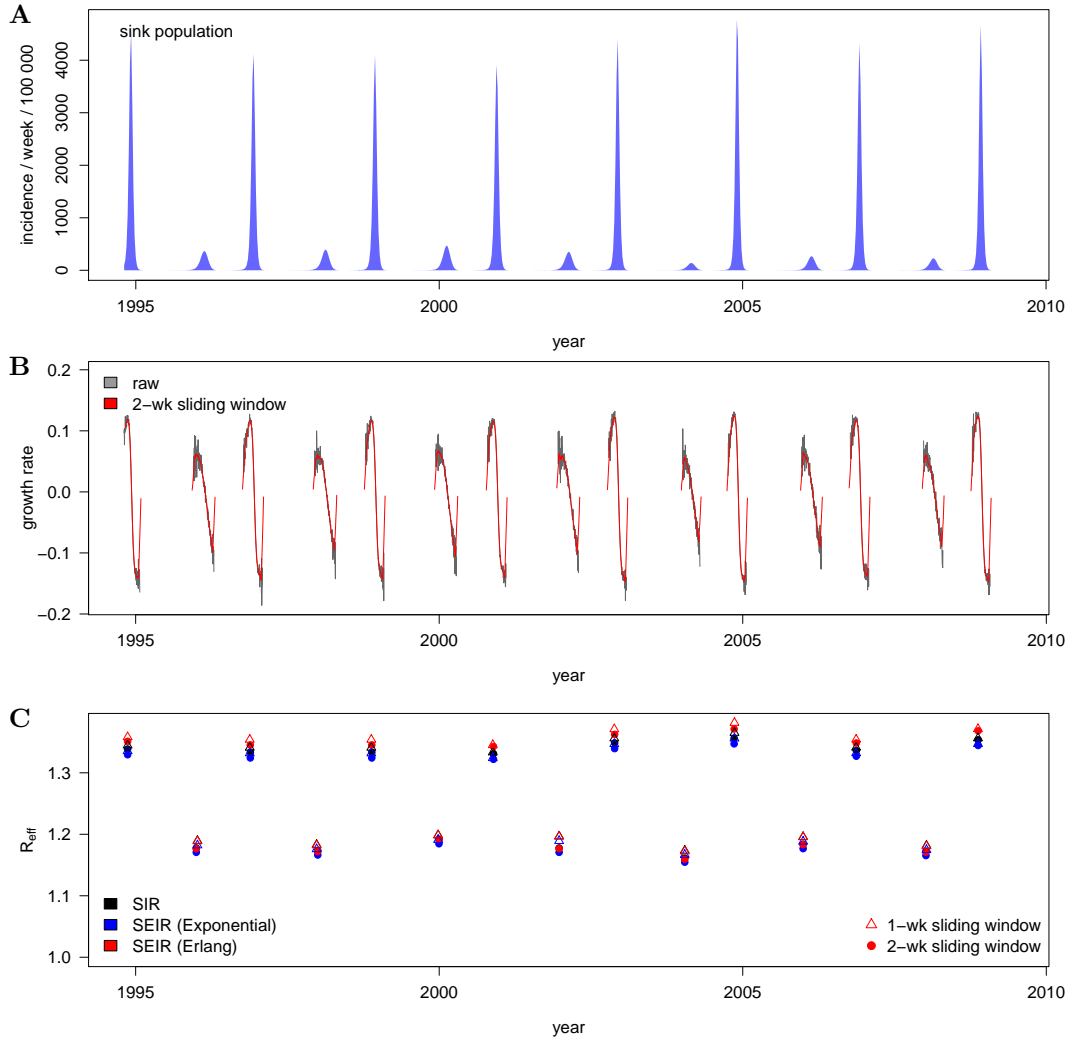 A
sink population
incidence / week / 100 000
4000
3000
2000
1000
0
1995 2000 2005 2010
year
B
raw
2−wk sliding window
growth rate
0.2
0.1
0.0
−0.1
−0.2
1995 2000 2005 2010
year
C
Reff
1.3
1.2
1.1
1.0
SIR
SEIR (Exponential)
SEIR (Erlang)
1−wk sliding window
2−wk sliding window
1995 2000 2005 2010
year